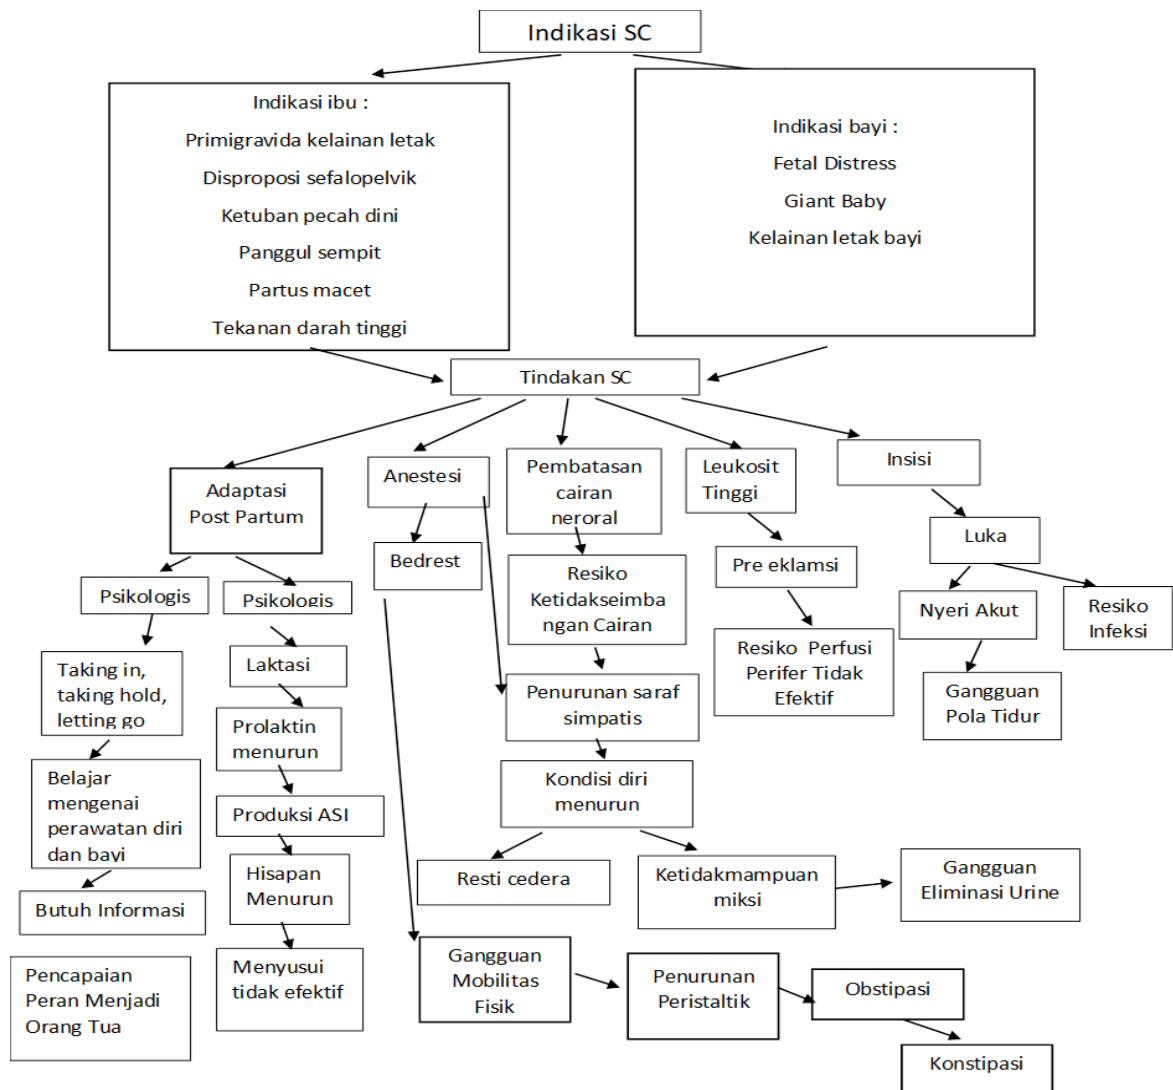 Indikasi SC
Indikasi ibu :
Primigravida kelainan letak
Disproposi sefalopelvik
Ketuban pecah dini
Panggul sempit
Partus macet
Tekanan darah tinggi
Indikasi bayi :
Fetal Distress
Giant Baby
Kelainan letak bayi
Tindakan SC
Adaptasi
Post Partum
Anestesi
Pembatasan
cairan
neroral
Leukosit
Tinggi
Insisi
Luka
Bedrest
Resiko
Ketidakseimba
ngan Cairan
Pre eklamsi
Nyeri Akut
Resiko
Infeksi
Psikologis
Psikologis
Taking in,
taking hold,
letting go
Laktasi
Penurunan saraf
simpatis
Resiko Perfusi
Perifer Tidak
Efektif
Gangguan
Pola Tidur
Prolaktin
menurun
Belajar
mengenai
perawatan diri
dan bayi
Produksi ASI
Kondisi diri
menurun
Hisapan
Menurun
Resti cedera
Ketidakmampuan
miksi
Gangguan
Eliminasi Urine
Butuh Informasi
Pencapaian
Peran Menjadi
Orang Tua
Menyusui
tidak efektif
Gangguan
Mobilitas
Fisik
Penurunan
Peristaltik
Obstipasi
Konstipasi